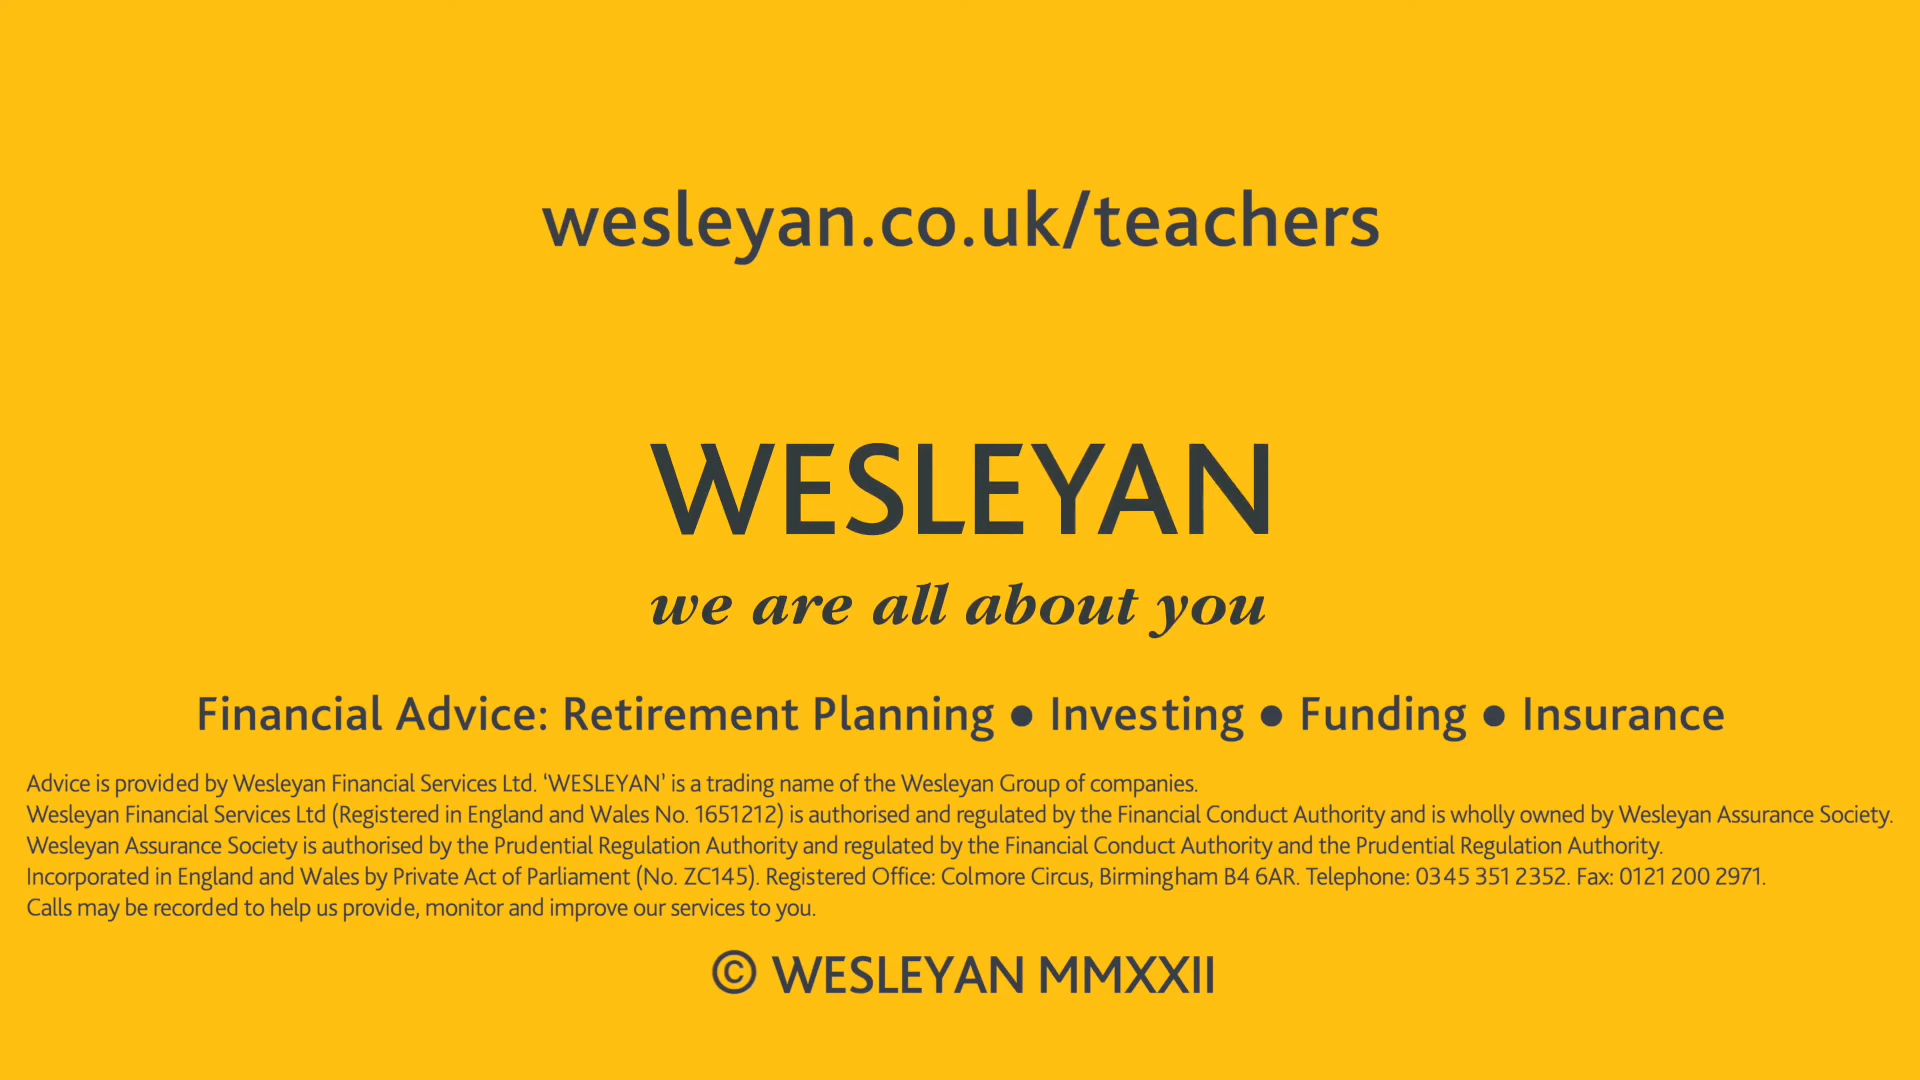 wesleyan.co.uk/teachers
WESLEYAN
we are all about you
Financial Advice: Retirement Planning ● Investing ● Funding ● Insurance
Advice is provided by Wesleyan Financial Services Ltd. ‘WESLEYAN’ is a trading name of the Wesleyan Group of companies.
Wesleyan Financial Services Ltd (Registered in England and Wales No. 1651212) is authorised and regulated by the Financial Conduct Authority and is wholly owned by Wesleyan Assurance Society.
Wesleyan Assurance Society is authorised by the Prudential Regulation Authority and regulated by the Financial Conduct Authority and the Prudential Regulation Authority.
Incorporated in England and Wales by Private Act of Parliament (No. ZC145). Registered Office: Colmore Circus, Birmingham B4 6AR. Telephone: 0345 351 2352. Fax: 0121 200 2971.
Calls may be recorded to help us provide, monitor and improve our services to you.
© WESLEYAN MMXXII